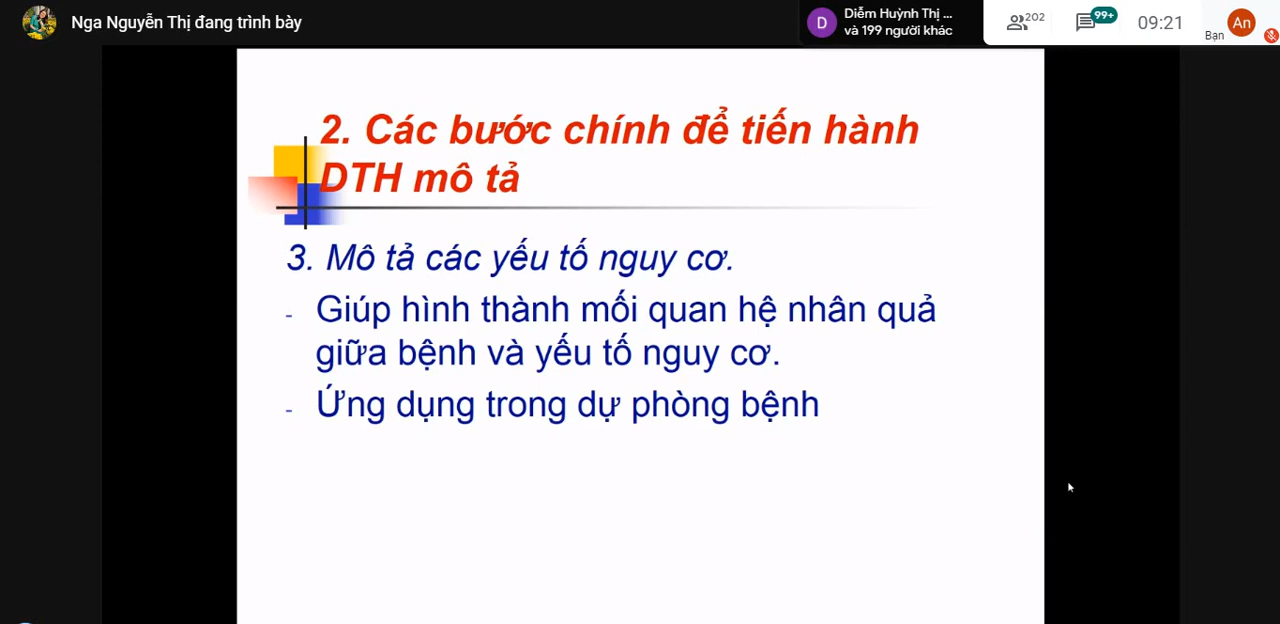 Nga Nguyễn Thị đang trình bày
D
Diễm Huỳnh Thị ...
và 199 người khác
202
99+
09:21
Bạn
An
2. Các bước chính để tiến hành
DTH mô tả
3. Mô tả các yếu tố nguy cơ.
- Giúp hình thành mối quan hệ nhân quả
giữa bệnh và yếu tố nguy cơ.
- Ứng dụng trong dự phòng bệnh